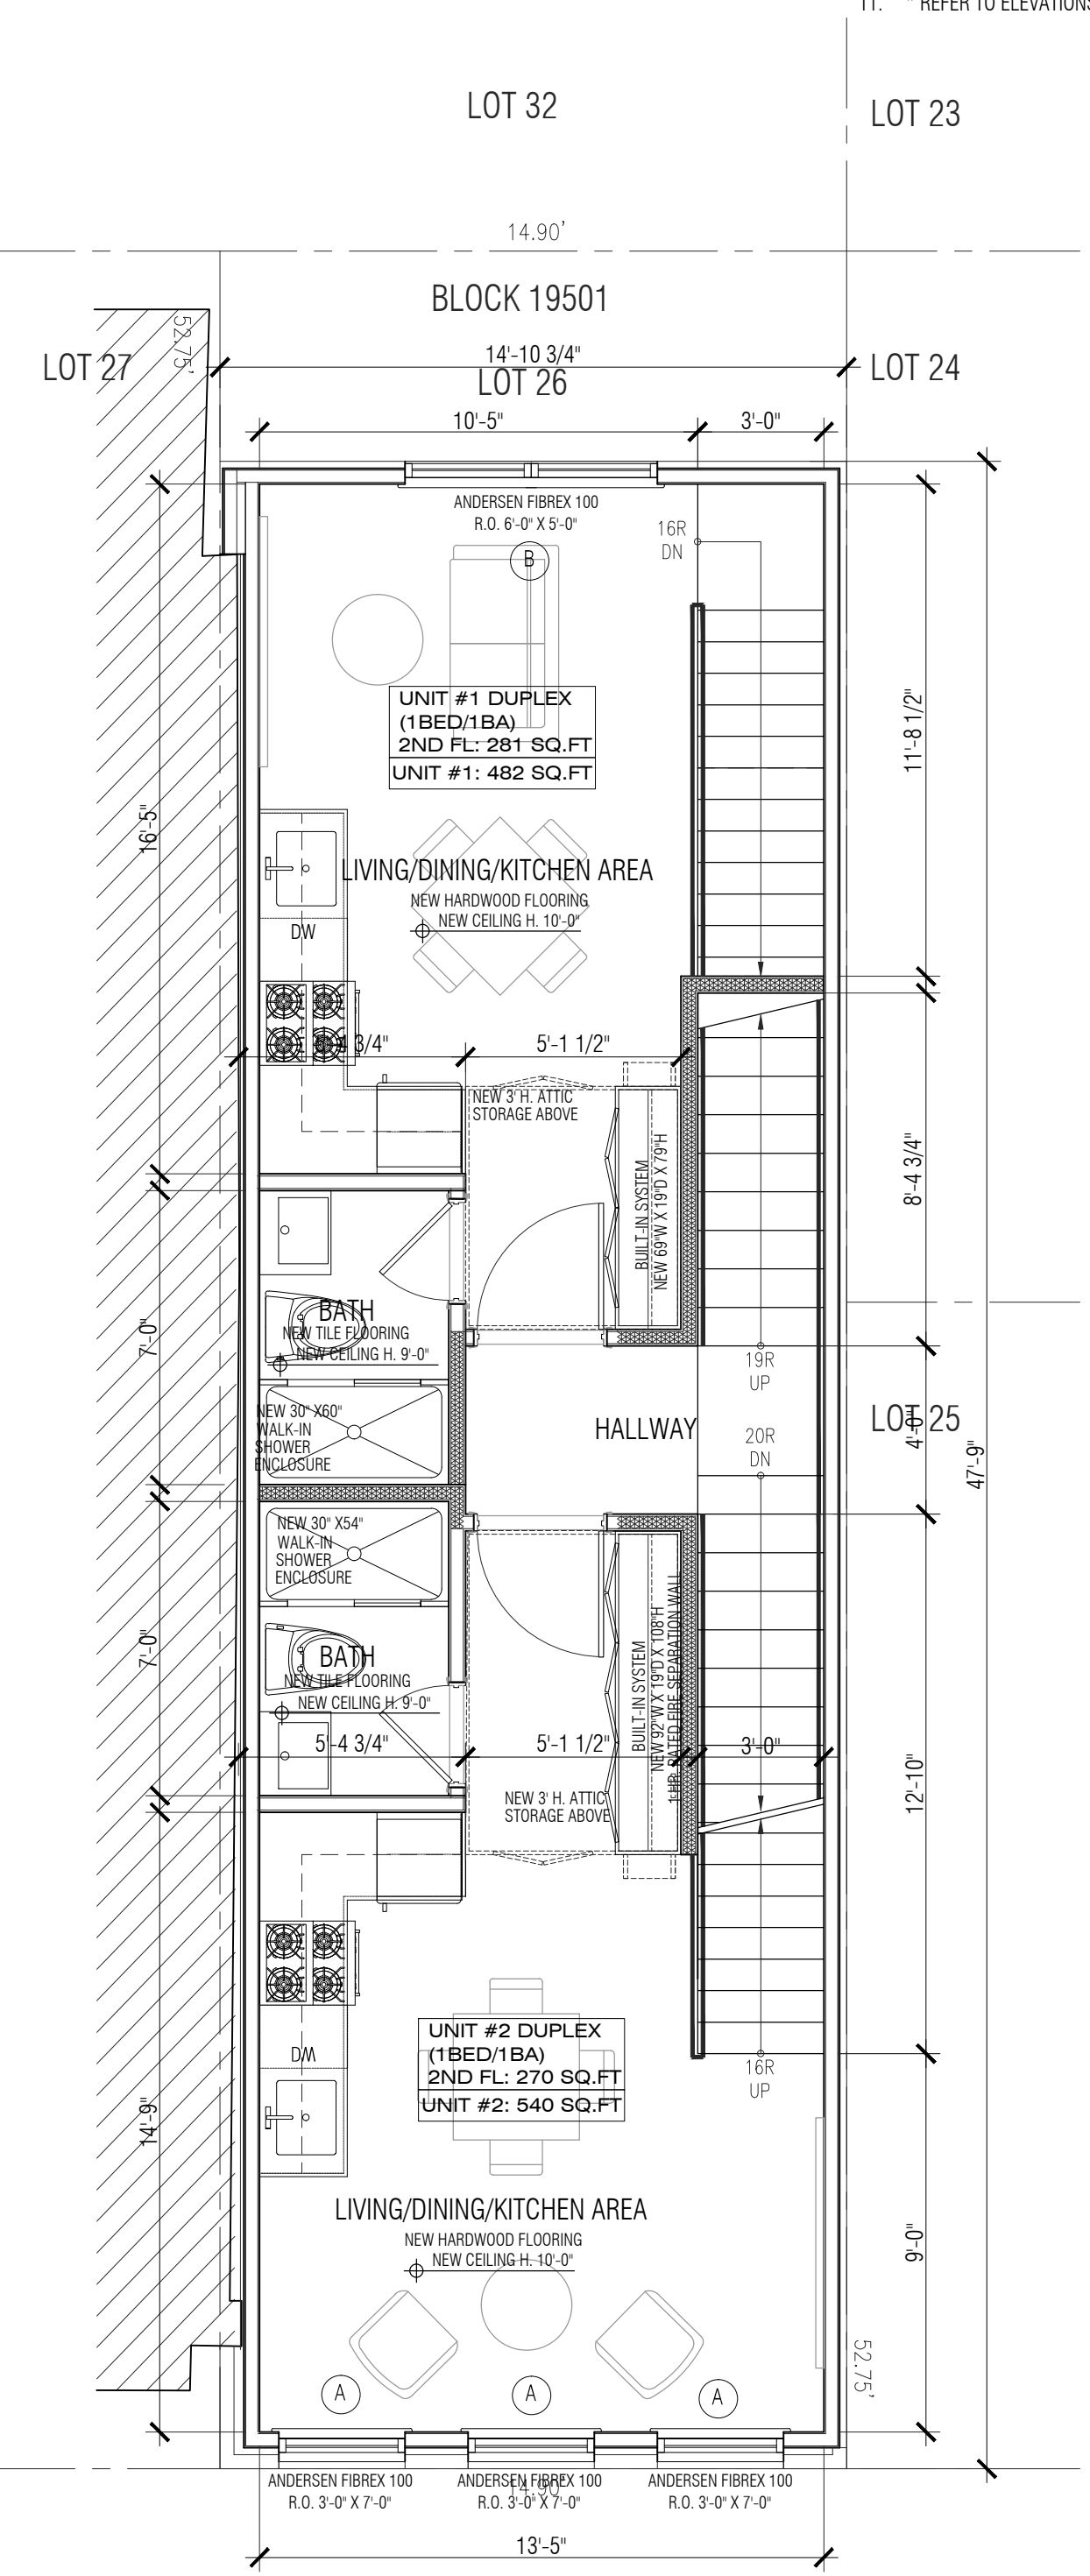 11. * REFER TO ELEVATIONS
LOT 32
LOT 23
14.90'
BLOCK 19501
52.75'
LOT 27
14'-10 3/4"
LOT 24
LOT 26
10'-5"
3'-0"
ANDERSEN FIBREX 100
R.O. 6'-0" X 5'-0"
16R
DN
B
UNIT #1 DUPLEX
(1BED/1BA)
2ND FL: 281 SQ.FT
UNIT #1: 482 SQ.FT
11'-8 1/2"
16'-5"
LIVING/DINING/KITCHEN AREA
NEW HARDWOOD FLOORING
NEW CEILING H. 10'-0"
DW
3/4"
5'-1 1/2"
NEW 3' H. ATTIC
STORAGE ABOVE
BUILT-IN SYSTEM
NEW 69"W X 19"D X 79"H
8'-4 3/4"
7'-0"
BATH
NEW TILE FLOORING
NEW CEILING H. 9'-0"
19R
UP
NEW 30" X60"
WALK-IN
SHOWER
ENCLOSURE
HALLWAY
LOT 25
4'-0"
20R
DN
47'-9"
NEW 30" X54"
WALK-IN
SHOWER
ENCLOSURE
7'-0"
BATH
NEW TILE FLOORING
NEW CEILING H. 9'-0"
BUILT-IN SYSTEM
NEW 92"W X 19"D X 108"H
1-HR. RATED FIRE SEPARATION WALL
5'-4 3/4"
5'-1 1/2"
3'-0"
NEW 3' H. ATTIC
STORAGE ABOVE
12'-10"
UNIT #2 DUPLEX
(1BED/1BA)
2ND FL: 270 SQ.FT
UNIT #2: 540 SQ.FT
DW
16R
UP
14'-9"
LIVING/DINING/KITCHEN AREA
NEW HARDWOOD FLOORING
NEW CEILING H. 10'-0"
9'-0"
52.75'
A
A
A
ANDERSEN FIBREX 100
R.O. 3'-0" X 7'-0"
ANDERSEN FIBREX 100
R.O. 3'-0" X 7'-0"
14.90'
ANDERSEN FIBREX 100
R.O. 3'-0" X 7'-0"
13'-5"